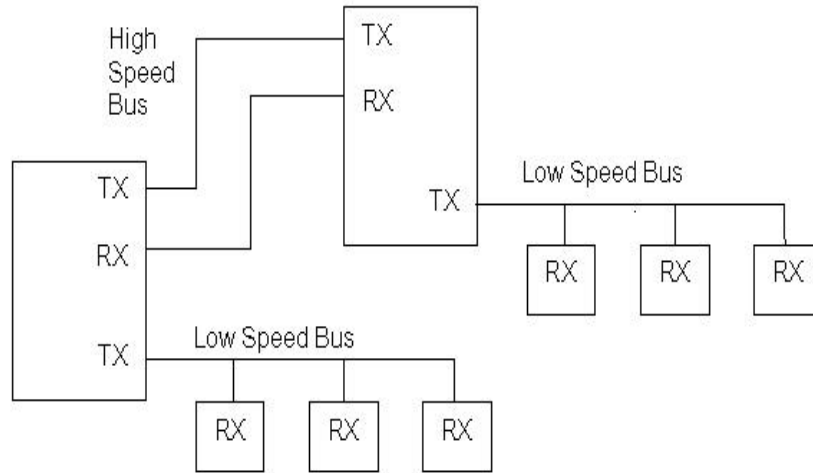 High
Speed
Bus
TX
RX
TX
Low Speed Bus
RX RX RX
TX
RX
TX
Low Speed Bus
RX RX RX